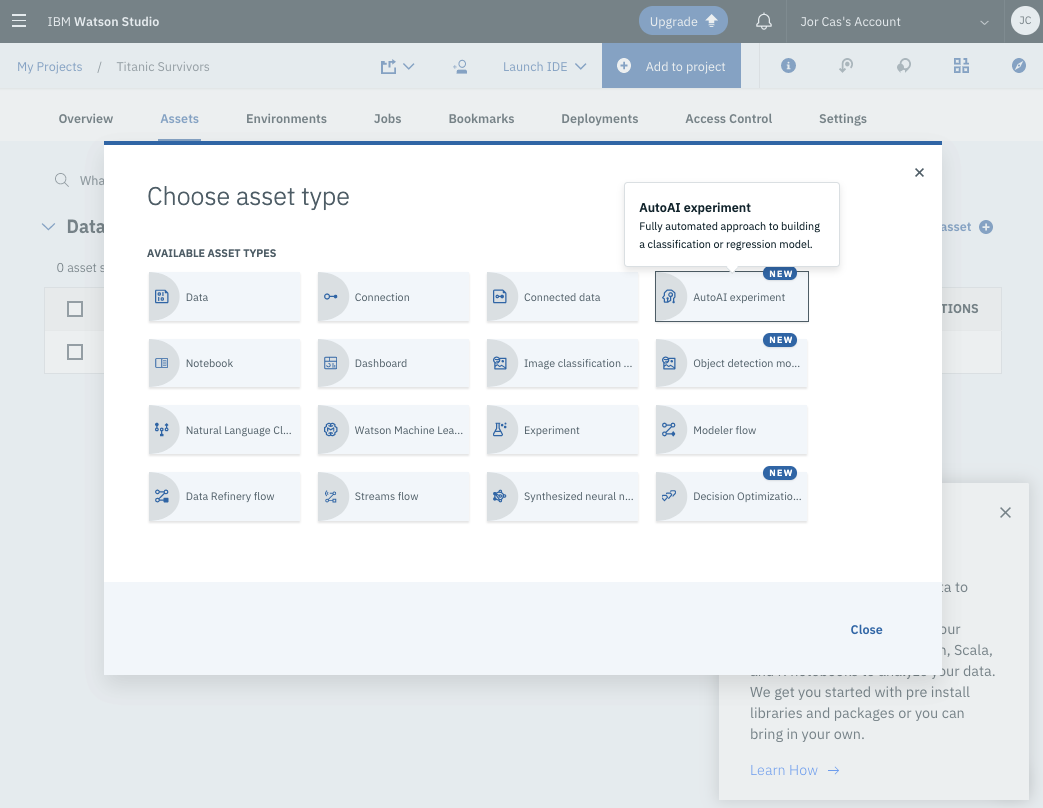 IBM Watson Studio
Upgrade
Jor Cas's Account
JC
My Projects / Titanic Survivors
Launch IDE
Add to project
Overview
Assets
Environments
Jobs
Bookmarks
Deployments
Access Control
Settings
Wha
Data
asset
0 asset s
TIONS
Choose asset type
AutoAI experiment
Fully automated approach to building
a classification or regression model.
AVAILABLE ASSET TYPES
Data
Connection
Connected data
NEW
AutoAI experiment
Notebook
Dashboard
Image classification ...
NEW
Object detection mo...
Natural Language Cl...
Watson Machine Lea...
Experiment
Modeler flow
Data Refinery flow
Streams flow
Synthesized neural n...
NEW
Decision Optimizatio...
Close
ta to
our
n, Scala,
and R notebooks to analyze your data.
We get you started with pre install
libraries and packages or you can
bring in your own.
Learn How →